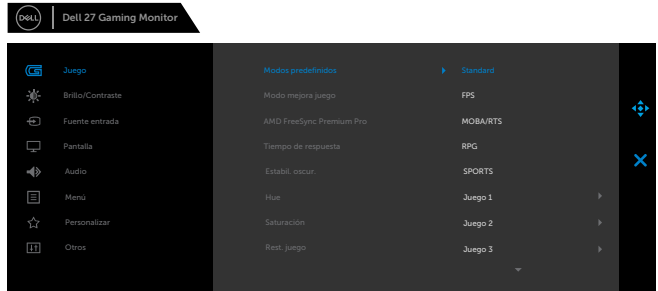 DELL Dell 27 Gaming Monitor
Juego Modos predefinidos Standard
Brillo/Contraste Modo mejora juego FPS
Fuente entrada AMD FreeSync Premium Pro MOBA/RTS
Pantalla Tiempo de respuesta RPG
Audio Estabil. oscur. SPORTS
Menú Hue Juego 1
Personalizar Saturación Juego 2
Otros Rest. juego Juego 3